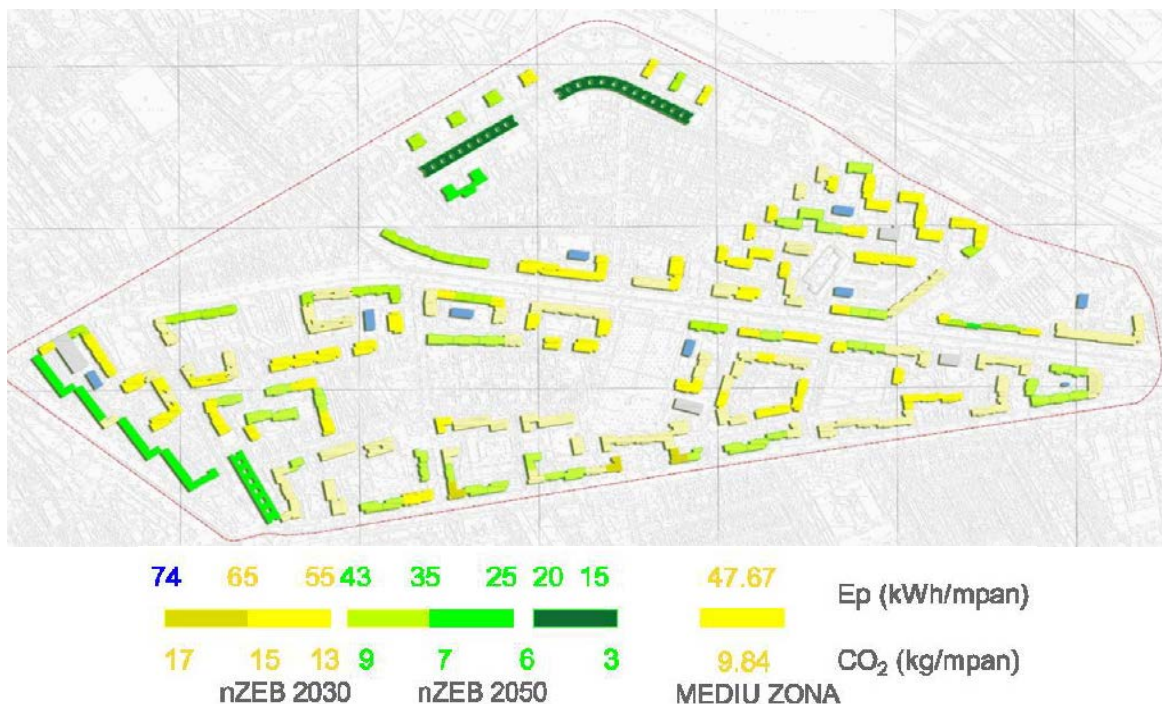 74 65 55 43 35 25 20 15 47.67
Ep (kWh/mpan)
17 15 13 9 7 6 3 9.84 CO₂ (kg/mpan)
nZEB 2030 nZEB 2050 MEDIU ZONA